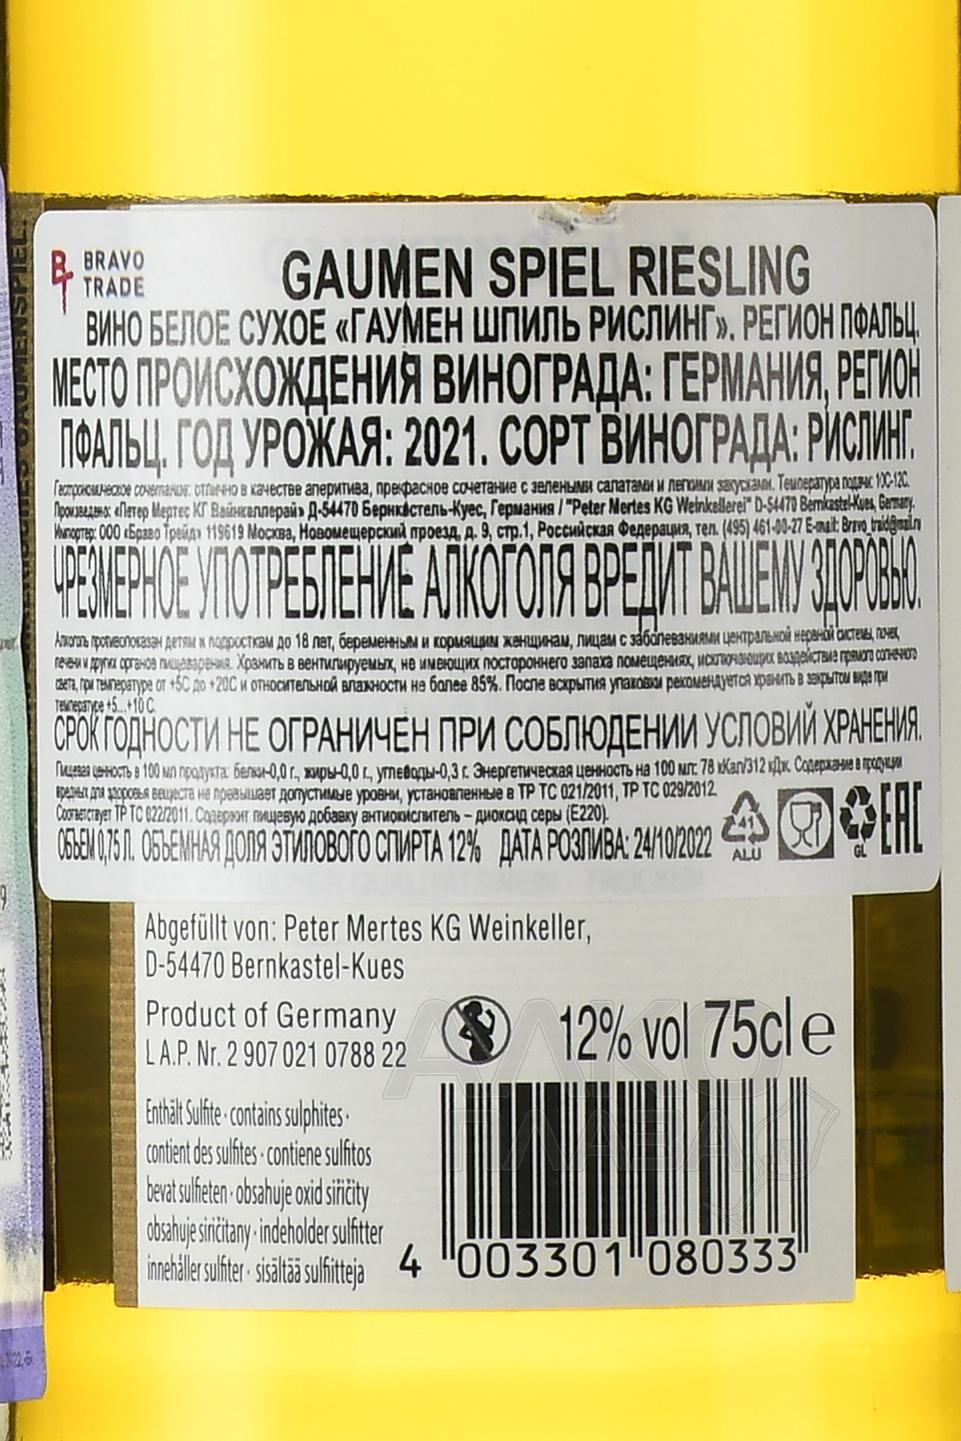 BRAVO TRADE
GAUMEN SPIEL RIESLING
ВИНО БЕЛОЕ СУХОЕ «ГАУМЕН ШПИЛЬ РИСЛИНГ». РЕГИОН ПФАЛЬЦ.
МЕСТО ПРОИСХОЖДЕНИЯ ВИНОГРАДА: ГЕРМАНИЯ, РЕГИОН
ПФАЛЬЦ. ГОД УРОЖАЯ: 2021. СОРТ ВИНОГРАДА: РИСЛИНГ.
Гастрономическое сочетание: отлично в качестве аперитива, прекрасное сочетание с зелеными салатами и легкими закусками. Температура подачи: 10С-12С.
Произведено: «Петер Мертес КГ Вайнкаллерай» Д-54470 Бернкастель-Куес, Германия / "Peter Mertes KG Weinkellerei" D-54470 Bernkastel-Kues, Germany.
Импортер: ООО «Браво Трейд» 119619 Москва, Новомещерский проезд, д. 9, стр.1, Российская Федерация, тел. (495) 461-00-27 E-mail:
ЧРЕЗМЕРНОЕ УПОТРЕБЛЕНИЕ АЛКОГОЛЯ ВРЕДИТ ВАШЕМУ ЗДОРОВЬЮ.
Алкоголь противопоказан детям и подросткам до 18 лет, беременным и кормящим женщинам, лицам с заболеваниями центральной нервной системы, почек,
печени и других органов пищеварения. Хранить в вентилируемых, не имеющих постороннего запаха помещениях, исключающих воздействие прямого солнечного
света, при температуре от +5С до +20С и относительной влажности не более 85%. После вскрытия упаковки рекомендуется хранить в закрытом виде при
температуре +5...+10 С.
СРОК ГОДНОСТИ НЕ ОГРАНИЧЕН ПРИ СОБЛЮДЕНИИ УСЛОВИЙ ХРАНЕНИЯ.
Пищевая ценность в 100 мл продукта: белки-0,0 г., жиры-0,0 г., углеводы-0,3 г. Энергетическая ценность на 100 мл: 78 кКал/312 кДж. Содержание в продукции
вредных для здоровья веществ не превышает допустимые уровни, установленные в ТР ТС 021/2011, ТР ТС 029/2012.
Соответствует ТР ТС 022/2011. Содержит пищевую добавку антиокислитель – диоксид серы (Е220).
ОБЪЕМ 0,75 Л. ОБЪЕМНАЯ ДОЛЯ ЭТИЛОВОГО СПИРТА 12% ДАТА РОЗЛИВА: 24/10/2022
41 ALU GL EAC
Abgefüllt von: Peter Mertes KG Weinkeller,
D-54470 Bernkastel-Kues
Product of Germany
L A.P. Nr. 2 907 021 0788 22
12% vol 75cl e
Enthält Sulfite · contains sulphites ·
contient des sulfites · contiene sulfitos
bevat sulfieten · obsahuje oxid siřičitý
obsahuje siričitany · indeholder sulfitter
innehåller sulfiter · sisältää sulfiitteja
4 003301 080333
АЛКО
ПЛАВА